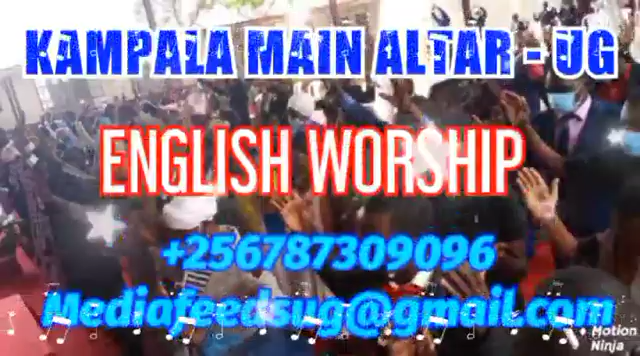 KAMPALA MAIN ALTAR - UG
ENGLISH WORSHIP
+256787309096
Mediafeedsug@gmail.com
Motion
Ninja